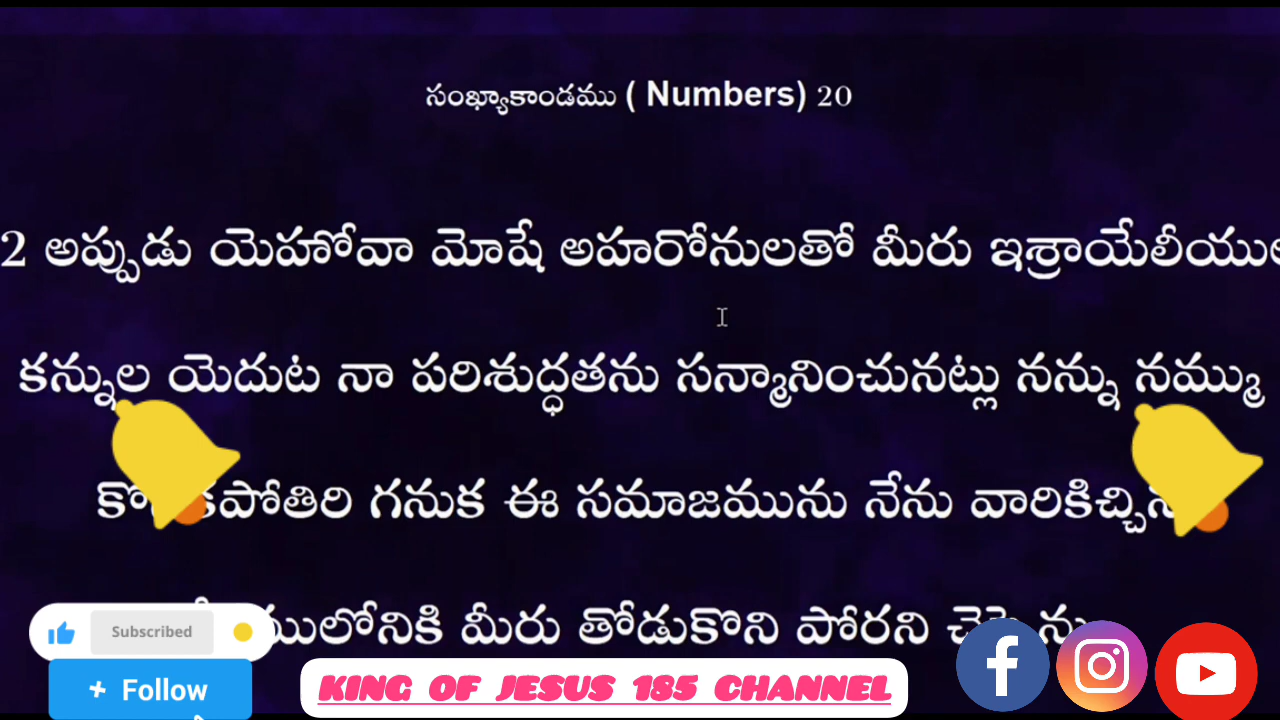 సంఖ్యాకాండము ( Numbers) 20
2 అప్పుడు యెహోవా మోషే అహరోనులతో మీరు
కన్నుల యెదుట నా పరిశుద్ధతను సన్మానించునట్లు నన్ను నమ్ము
గనుక ఈ సమాజమును నేను
మీరు తోడుకొని పోరని
Subscribed
+ Follow
KING OF JESUS 185 CHANNEL